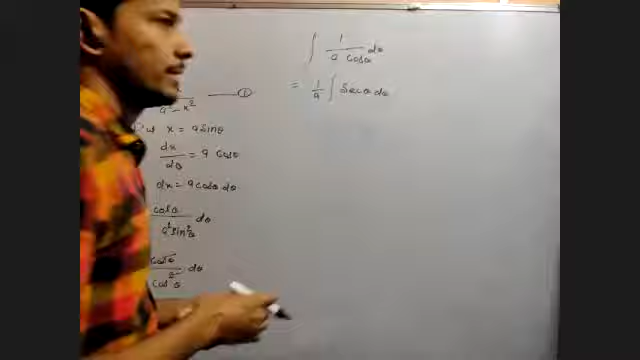 a² - x² ——— ①
Put x = a sinθ
dx/dθ = a cosθ
dx = a cosθ dθ
cosθ / a² sin²θ dθ
cosθ / cos²θ dθ
∫ 1/(a cosθ) dθ
= 1/a ∫ secθ dθ